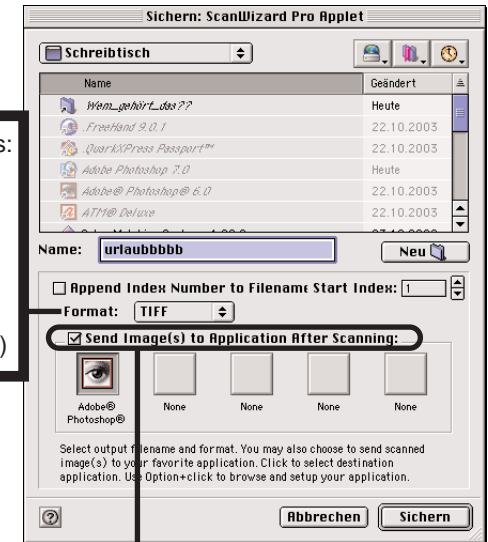 Sichern: ScanWizard Pro Applet
Schreibtisch
Name Geändert
Wem_gehört_das?? Heute
FreeHand 9.0.1 22.10.2003
QuarkXPress Passport™ 22.10.2003
Adobe Photoshop 7.0 Heute
Adobe® Photoshop® 6.0 22.10.2003
ATM® Deluxe 22.10.2003
s:
)
Name: urlaubbbbb Neu
Append Index Number to Filename Start Index: 1
Format: TIFF
Send Image(s) to Application After Scanning:
Adobe® Photoshop® None None None None
Select output filename and format. You may also choose to send scanned
image(s) to your favorite application. Click to select destination
application. Use Option+click to browse and setup your application.
? Abbrechen Sichern